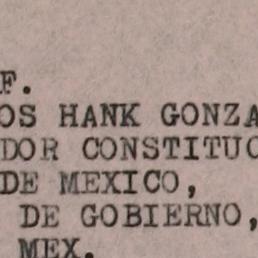 F.
OS HANK GONZA
DOR CONSTITUC
DE MEXICO,
DE GOBIERNO,
MEX.